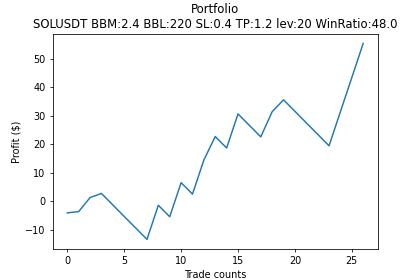 Portfolio
SOLUSDT BBM:2.4 BBL:220 SL:0.4 TP:1.2 lev:20 WinRatio:48.0
Profit ($)
50
40
30
20
10
0
−10
0 5 10 15 20 25
Trade counts